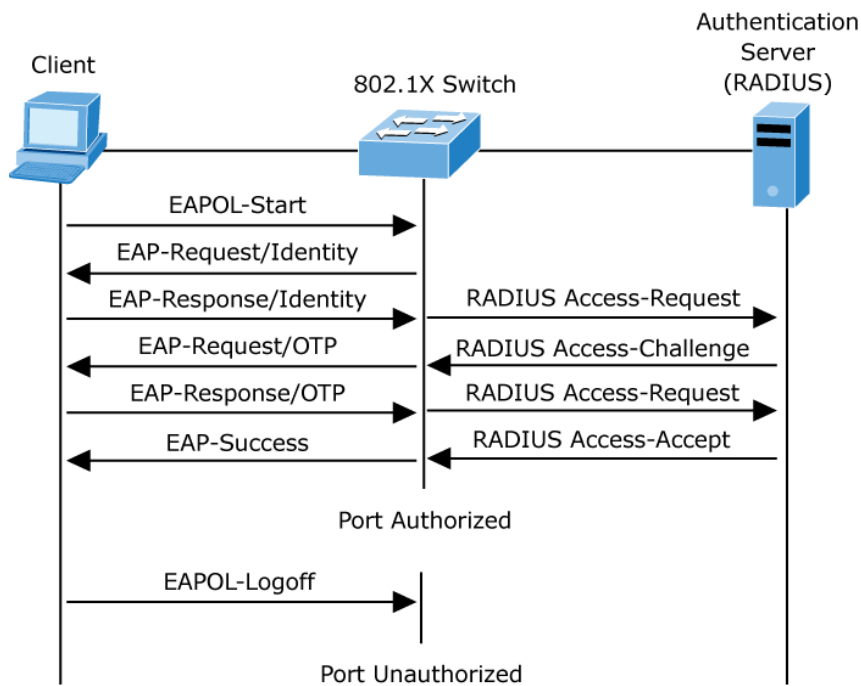 Authentication
Server
(RADIUS)
Client
802.1X Switch
EAPOL-Start
EAP-Request/Identity
EAP-Response/Identity
RADIUS Access-Request
EAP-Request/OTP
RADIUS Access-Challenge
EAP-Response/OTP
RADIUS Access-Request
EAP-Success
RADIUS Access-Accept
Port Authorized
EAPOL-Logoff
Port Unauthorized